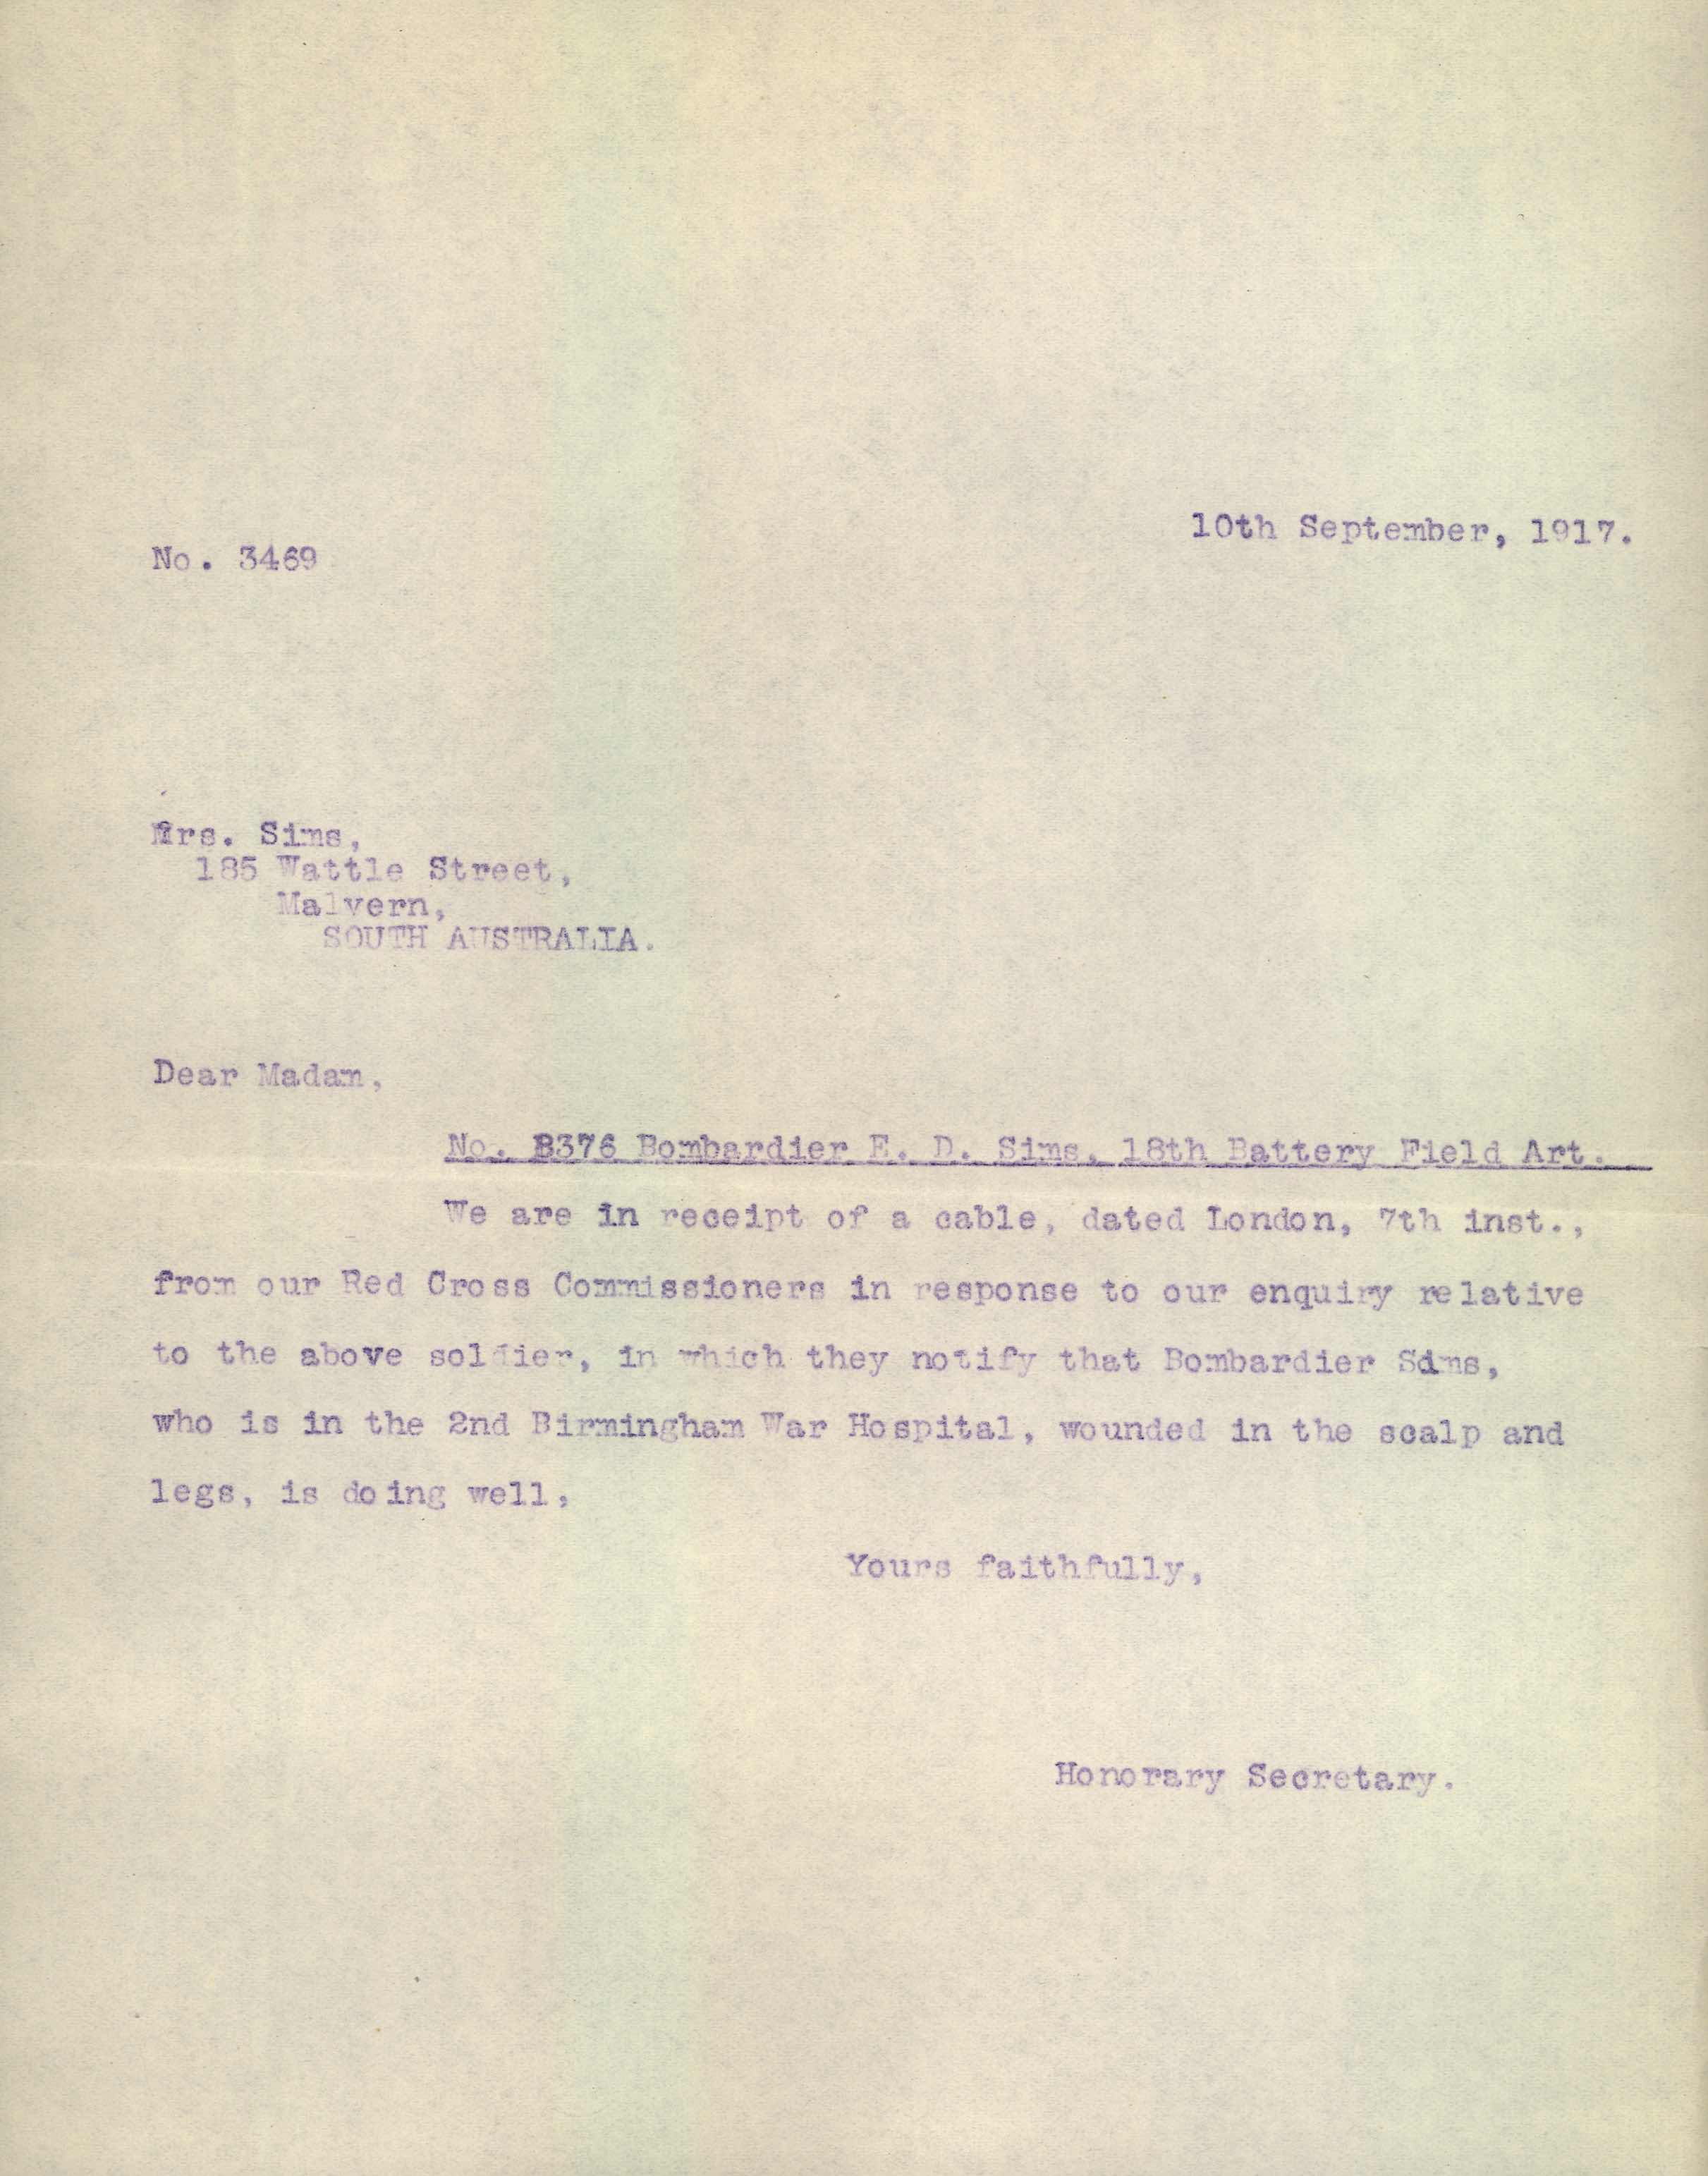 10th September, 1917.
No. 3469
Mrs. Sims,
185 Wattle Street,
Malvern,
SOUTH AUSTRALIA.
Dear Madam,
No. B376 Bombardier E. D. Sims, 18th Battery Field Art.
We are in receipt of a cable, dated London, 7th inst.,
from our Red Cross Commissioners in response to our enquiry relative
to the above soldier, in which they notify that Bombardier Sims,
who is in the 2nd Birmingham War Hospital, wounded in the scalp and
legs, is doing well.
Yours faithfully,
Honorary Secretary.